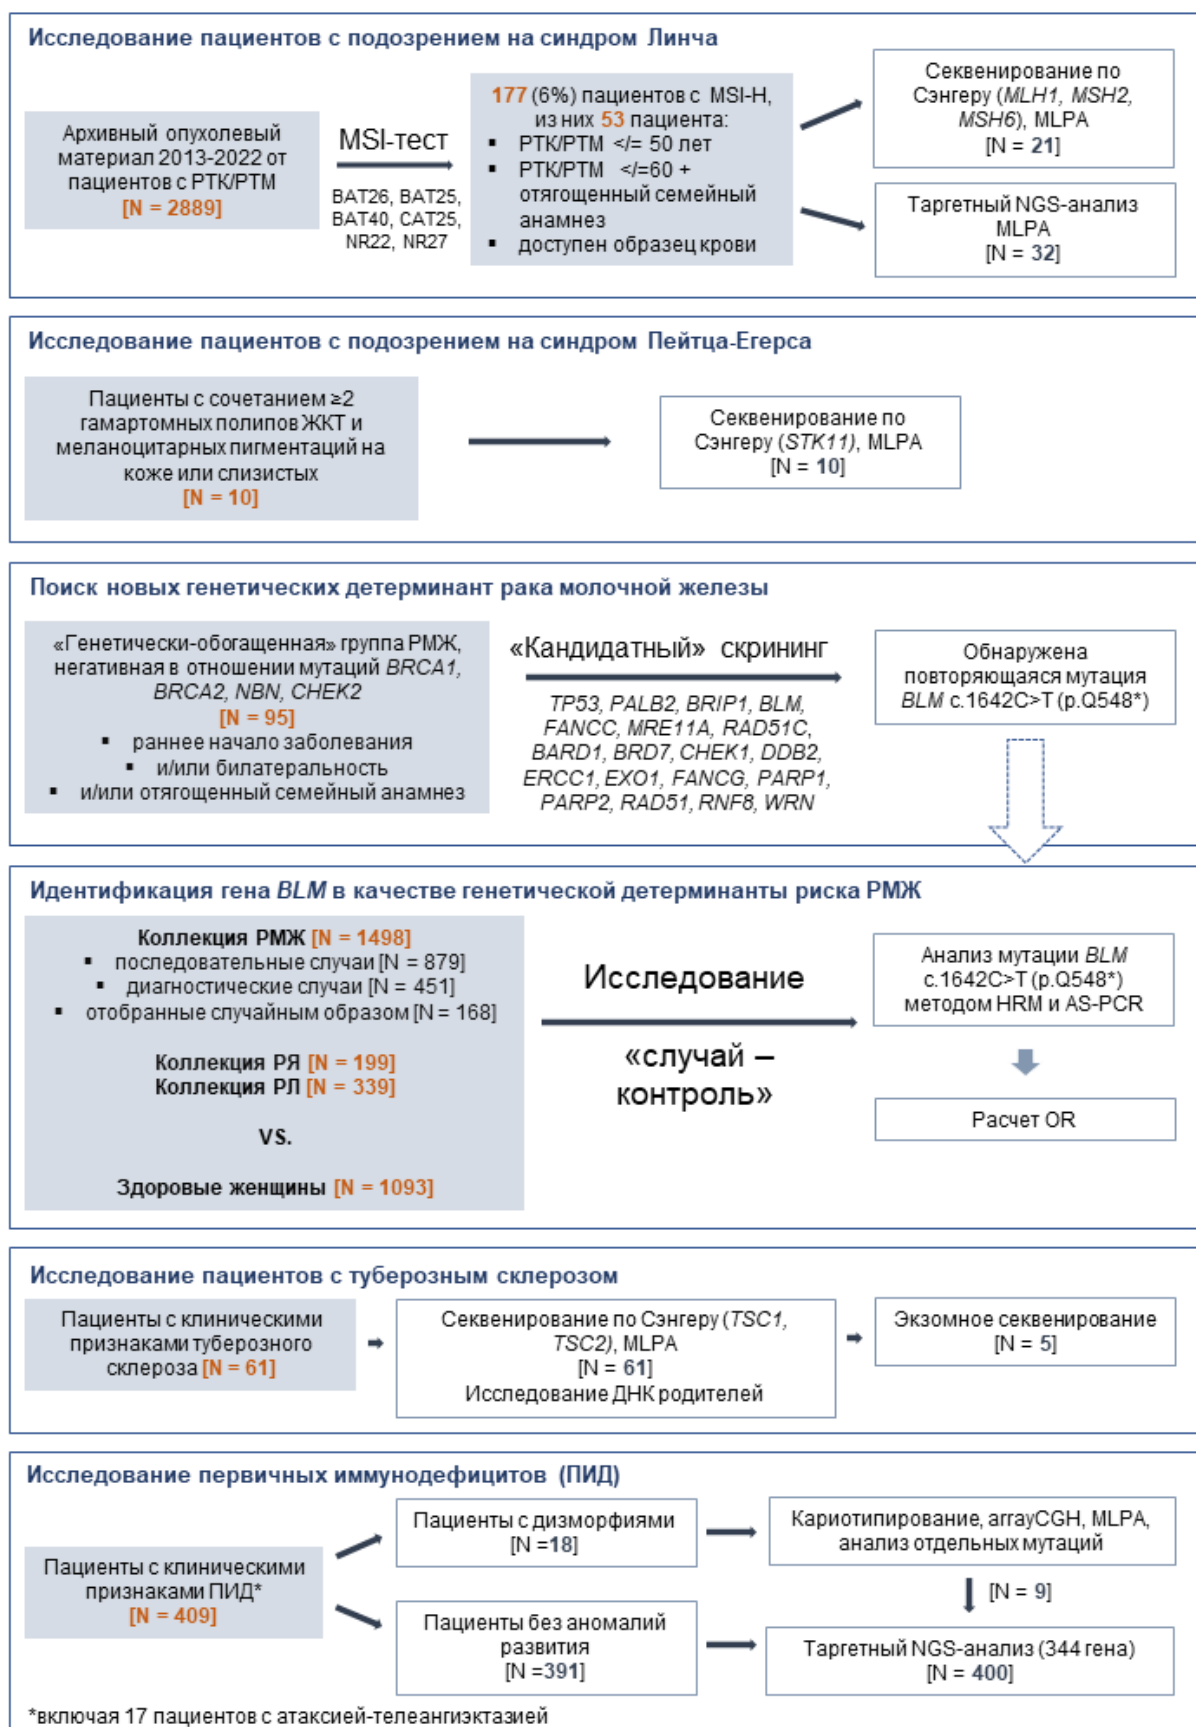 Исследование пациентов с подозрением на синдром Линча
Архивный опухолевый
материал 2013-2022 от
пациентов с РТК/РТМ
[N = 2889]
MSI-тест
BAT26, BAT25,
BAT40, CAT25,
NR22, NR27
177 (6%) пациентов с MSI-H,
из них 53 пациента:
▪ РТК/РТМ </= 50 лет
▪ РТК/РТМ </=60 +
отягощенный семейный
анамнез
▪ доступен образец крови
Секвенирование по
Сэнгеру (MLH1, MSH2,
MSH6), MLPA
[N = 21]
Таргетный NGS-анализ
MLPA
[N = 32]
Исследование пациентов с подозрением на синдром Пейтца-Егерса
Пациенты с сочетанием ≥2
гамартомных полипов ЖКТ и
меланоцитарных пигментаций на
коже или слизистых
[N = 10]
Секвенирование по
Сэнгеру (STK11), MLPA
[N = 10]
Поиск новых генетических детерминант рака молочной железы
«Генетически-обогащенная» группа РМЖ,
негативная в отношении мутаций BRCA1,
BRCA2, NBN, CHEK2
[N = 95]
▪ раннее начало заболевания
▪ и/или билатеральность
▪ и/или отягощенный семейный анамнез
«Кандидатный» скрининг
TP53, PALB2, BRIP1, BLM,
FANCC, MRE11A, RAD51C,
BARD1, BRD7, CHEK1, DDB2,
ERCC1, EXO1, FANCG, PARP1,
PARP2, RAD51, RNF8, WRN
Обнаружена
повторяющаяся мутация
BLM c.1642C>T (p.Q548*)
Идентификация гена BLM в качестве генетической детерминанты риска РМЖ
Коллекция РМЖ [N = 1498]
▪ последовательные случаи [N = 879]
▪ диагностические случаи [N = 451]
▪ отобранные случайным образом [N = 168]
Коллекция РЯ [N = 199]
Коллекция РЛ [N = 339]
VS.
Здоровые женщины [N = 1093]
Исследование
«случай –
контроль»
Анализ мутации BLM
c.1642C>T (p.Q548*)
методом HRM и AS-PCR
Расчет OR
Исследование пациентов с туберозным склерозом
Пациенты с клиническими
признаками туберозного
склероза [N = 61]
Секвенирование по Сэнгеру (TSC1,
TSC2), MLPA
[N = 61]
Исследование ДНК родителей
Экзомное секвенирование
[N = 5]
Исследование первичных иммунодефицитов (ПИД)
Пациенты с клиническими
признаками ПИД*
[N = 409]
Пациенты с дизморфиями
[N =18]
Кариотипирование, arrayCGH, MLPA,
анализ отдельных мутаций
[N = 9]
Пациенты без аномалий
развития
[N =391]
Таргетный NGS-анализ (344 гена)
[N = 400]
*включая 17 пациентов с атаксией-телеангиэктазией